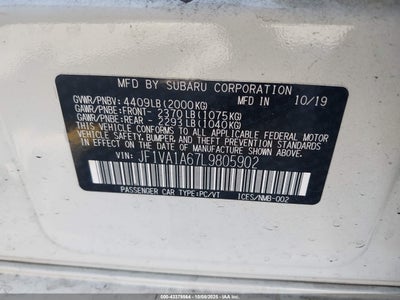 MFD. BY SUBARU CORPORATION 10/19
GVWR/PNBV: 4409LB(2000KG)
GAWR/PNBE:FRONT- 2370LB(1075KG)
GAWR/PNBE:REAR - 2293LB(1040KG)
THIS VEHICLE CONFORMS TO ALL APPLICABLE FEDERAL MOTOR
VEHICLE SAFETY, BUMPER, AND THEFT PREVENTION STANDARDS
IN EFFECT ON THE DATE OF MANUFACTURE SHOWN ABOVE.
VIN: JF1VA1A67L9805902
PASSENGER CAR TYPE:PC/VT ICES/NMB-002